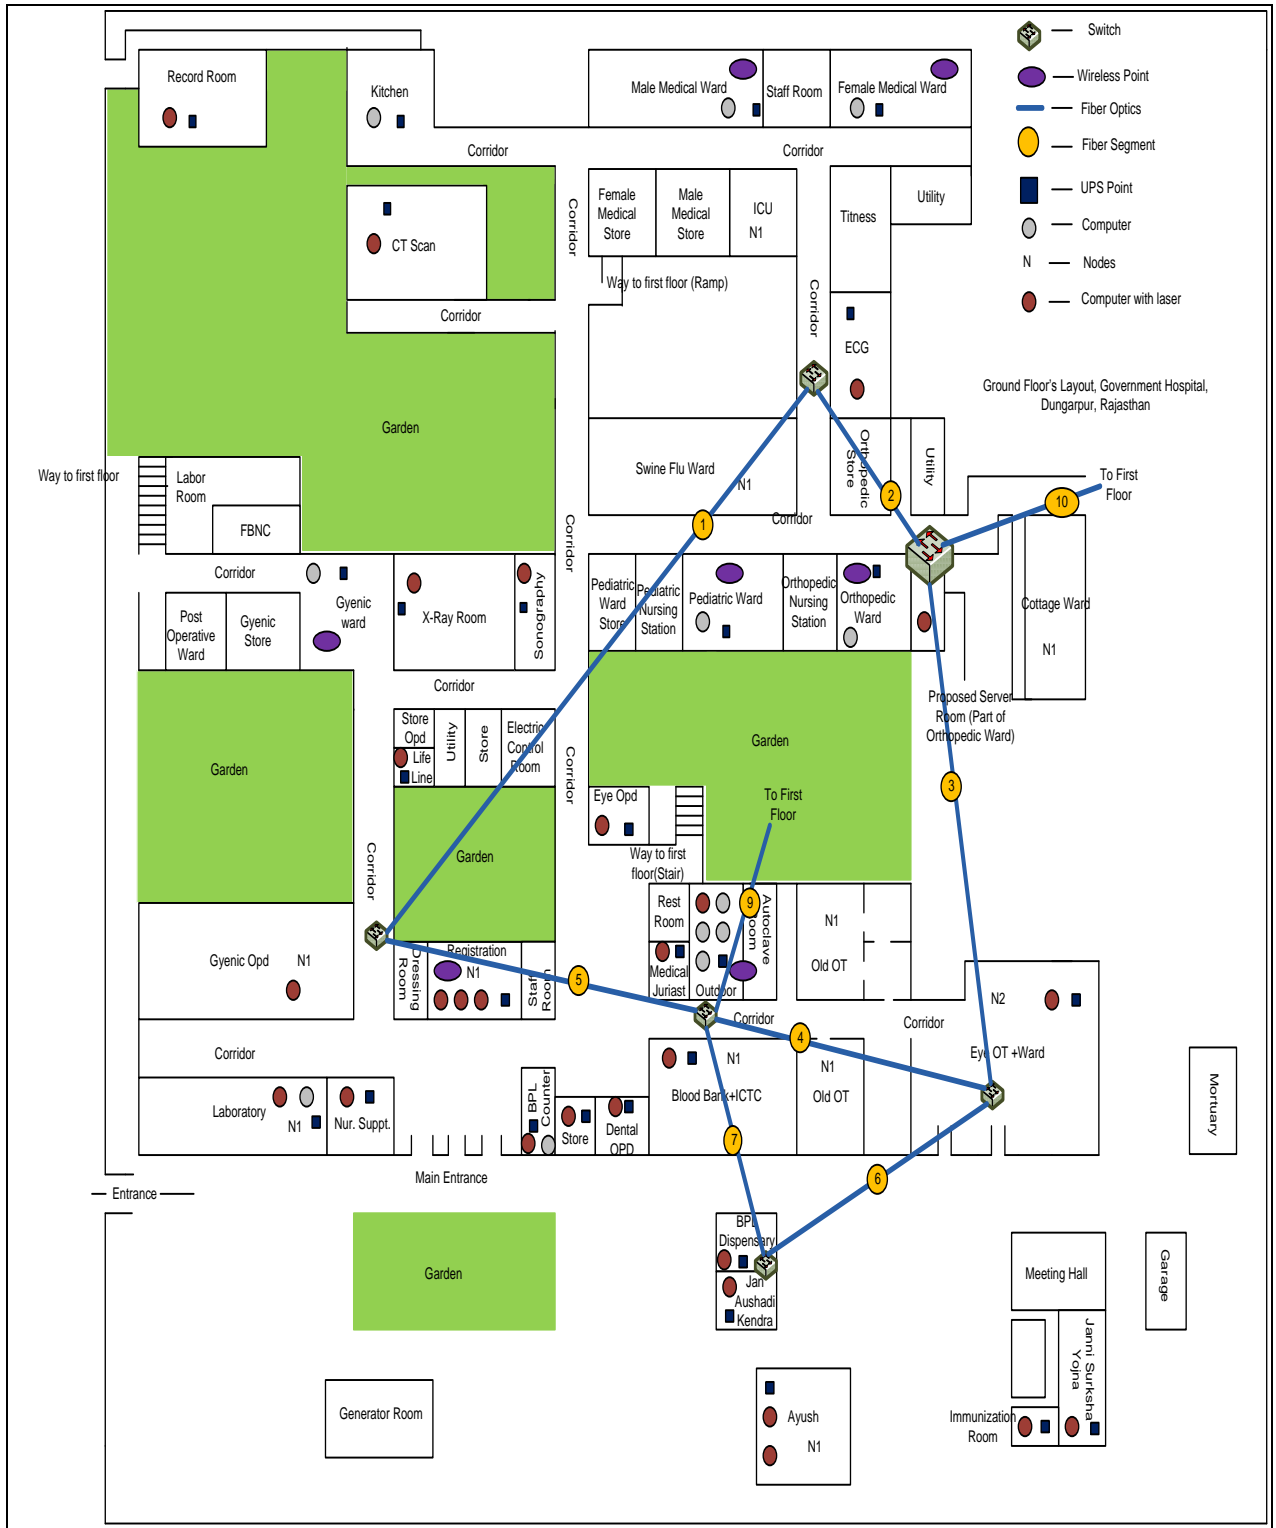 Switch
Wireless Point
Fiber Optics
Fiber Segment
UPS Point
Computer
N
Nodes
Computer with laser
Ground Floor's Layout, Government Hospital,
Dungarpur, Rajasthan
Record Room
Kitchen
Male Medical Ward
Staff Room
Female Medical Ward
Corridor
Corridor
Corridor
Female
Medical
Store
Male
Medical
Store
ICU
N1
Titness
Utility
CT Scan
Way to first floor (Ramp)
Corridor
Corridor
ECG
Garden
Swine Flu Ward
N1
Orthopedic
Store
Utility
To First
Floor
Way to first floor
Labor
Room
FBNC
1
2
10
Corridor
Corridor
Corridor
Gyenic
ward
X-Ray Room
Sonography
Post
Operative
Ward
Gyenic
Store
Pediatric
Ward
Store
Pediatric
Nursing
Station
Pediatric Ward
Orthopedic
Nursing
Station
Orthopedic
Ward
Cottage Ward
N1
Corridor
Proposed Server
Room (Part of
Orthopedic Ward)
Store
Opd
Life
Line
Utility
Store
Electric
Control
Room
Corridor
Garden
Garden
Garden
3
Eye Opd
To First
Floor
Way to first
floor(Stair)
Corridor
Rest
Room
Medical
Juriast
Outdoor
9
Autoclave
Room
N1
Old OT
Gyenic Opd
N1
Dressing
Room
Registration
N1
Staff
Room
5
Corridor
4
Corridor
N2
Eye OT +Ward
Corridor
Laboratory
N1
Nur. Suppt.
BPL
Counter
Store
Dental
OPD
N1
Blood Bank+ICTC
N1
Old OT
7
6
Mortuary
Main Entrance
Entrance
Garden
BPL
Dispensary
Jan
Aushadi
Kendra
Meeting Hall
Garage
Janni Surksha
Yojna
Immunization
Room
Generator Room
Ayush
N1